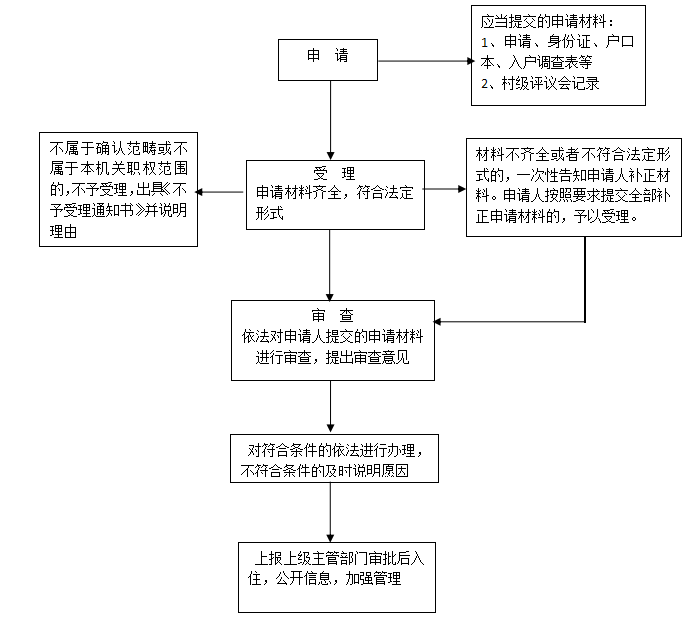 申 请
应当提交的申请材料：
1、申请、身份证、户口
本、入户调查表等
2、村级评议会记录
不属于确认范畴或不
属于本机关职权范围
的，不予受理，出具《不
予受理通知书》并说明
理由
受 理
申请材料齐全，符合法定
形式
材料不齐全或者不符合法定形
式的，一次性告知申请人补正材
料。申请人按照要求提交全部补
正申请材料的，予以受理。
审 查
依法对申请人提交的申请材料
进行审查，提出审查意见
对符合条件的依法进行办理，
不符合条件的及时说明原因
上报上级主管部门审批后入
住，公开信息，加强管理